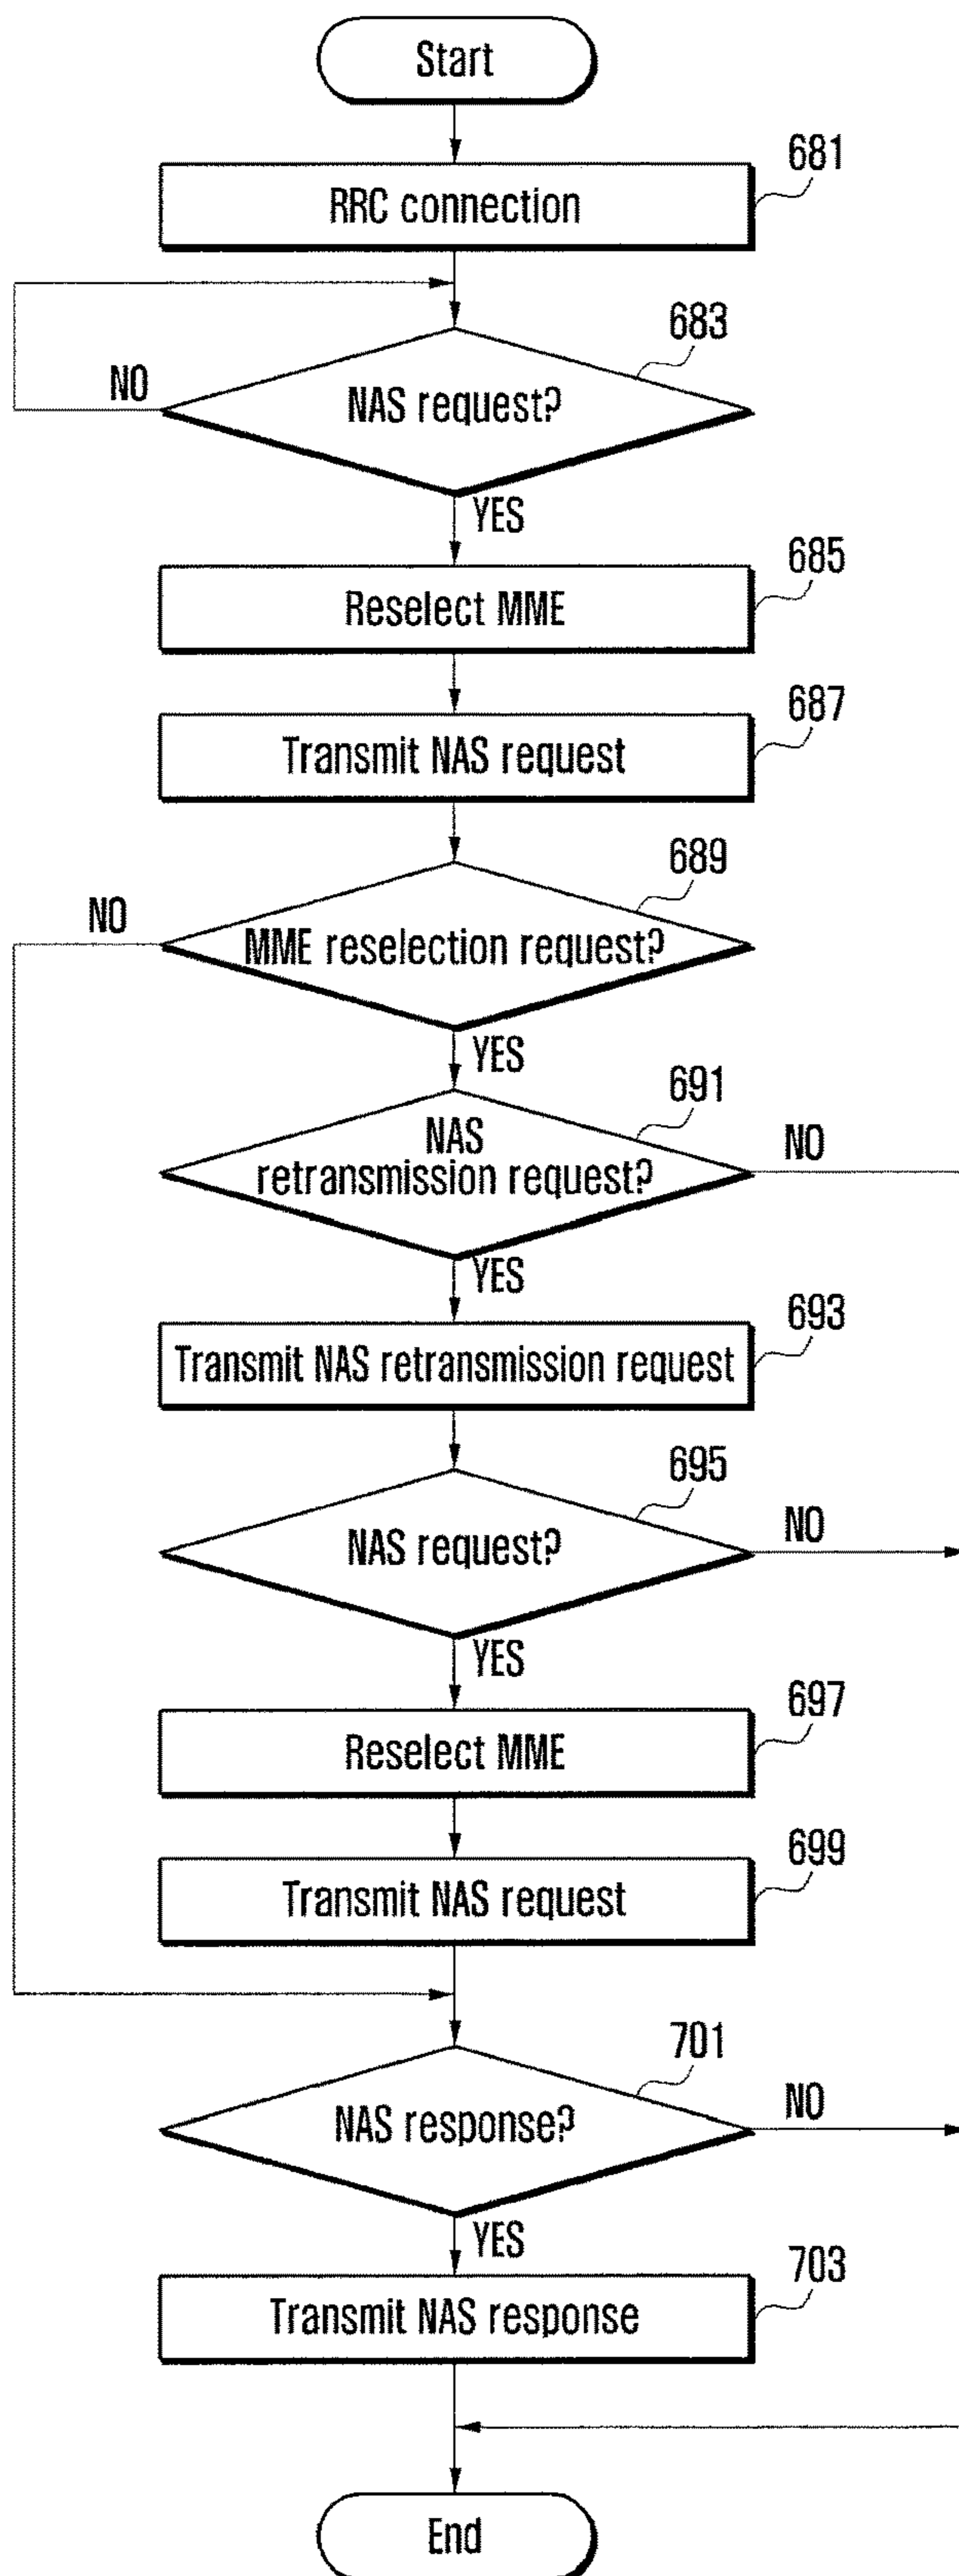 Start
681
RRC connection
683
NO
NAS request?
YES
685
Reselect MME
687
Transmit NAS request
689
NO
MME reselection request?
YES
691
NAS
retransmission request?
NO
YES
693
Transmit NAS retransmission request
695
NAS request?
NO
YES
697
Reselect MME
699
Transmit NAS request
701
NAS response?
NO
YES
703
Transmit NAS response
End